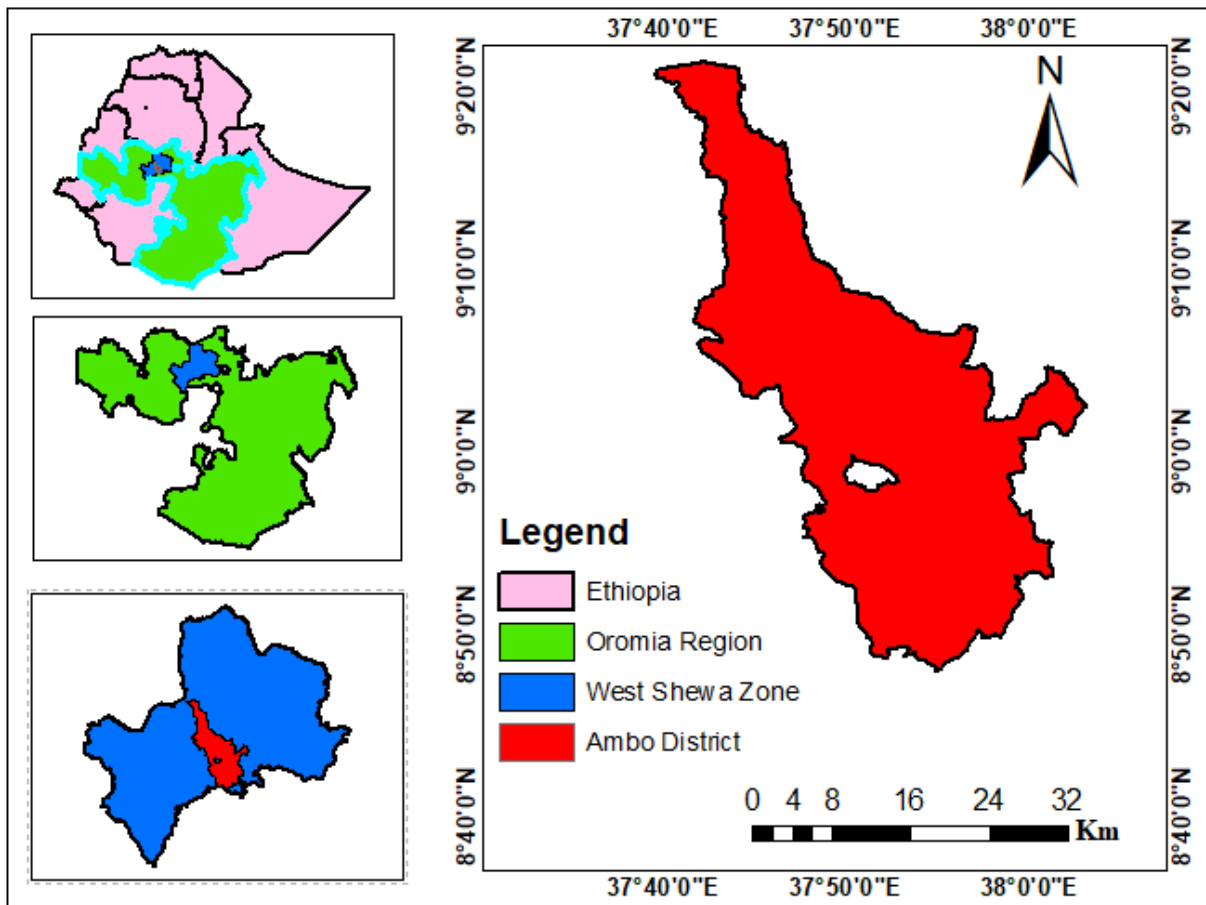 37°40'0"E 37°50'0"E 38°0'0"E
N
9°20'0"N 9°20'0"N
9°10'0"N 9°10'0"N
9°0'0"N 9°0'0"N
Legend
Ethiopia
Oromia Region
West Shewa Zone
Ambo District
8°50'0"N 8°50'0"N
8°40'0"N 8°40'0"N
0 4 8 16 24 32
Km
37°40'0"E 37°50'0"E 38°0'0"E